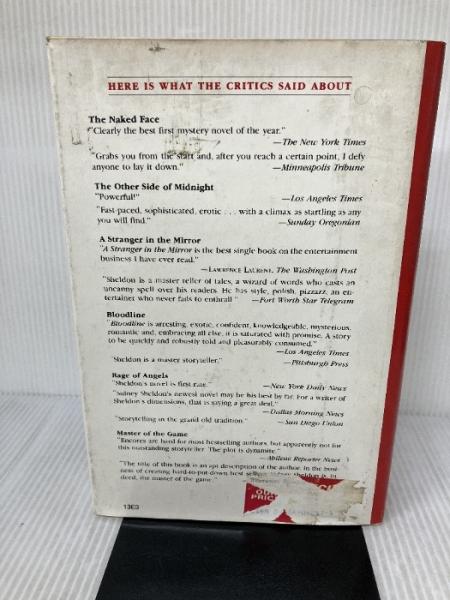 HERE IS WHAT THE CRITICS SAID ABOUT
The Naked Face
"Clearly the best first mystery novel of the year."
—The New York Times
"Grabs you from the start and, after you reach a certain point, I defy
anyone to lay it down."
—Minneapolis Tribune
The Other Side of Midnight
"Powerful!"
—Los Angeles Times
"Fast-paced, sophisticated, erotic . . . with a climax as startling as any
you will find."
—Sunday Oregonian
A Stranger in the Mirror
"A Stranger in the Mirror is the best single book on the entertainment
business I have ever read."
—LAWRENCE LAURENT, The Washington Post
"Sheldon is a master teller of tales, a wizard of words who casts an
uncanny spell over his readers. He has style, polish, pizzazz, an en-
tertainer who never fails to enthrall."
—Fort Worth Star Telegram
Bloodline
"Bloodline is arresting, exotic, confident, knowledgeable, mysterious,
romantic and, embracing all else, it is saturated with promise. A story
to be quickly and robustly told and pleasurably consumed."
—Los Angeles Times
"Sheldon is a master storyteller."
—Pittsburgh Press
Rage of Angels
"Sheldon's novel is first rate."
—New York Daily News
"Sidney Sheldon's newest novel may be his best by far. For a writer of
Sheldon's dimensions, that is saying a great deal."
—Dallas Morning News
"Storytelling in the grand old tradition."
—San Diego Union
Master of the Game
"Encores are hard for most bestselling authors, but apparently not for
this outstanding storyteller. The plot is dynamite."
—Abilene Reporter News
"The title of this book is an apt description of the author. In the busi-
ness of creating hard-to-put-down best sellers, Sidney Sheldon is, in-
deed, the master of the game."
OUR
PRIC
13E3